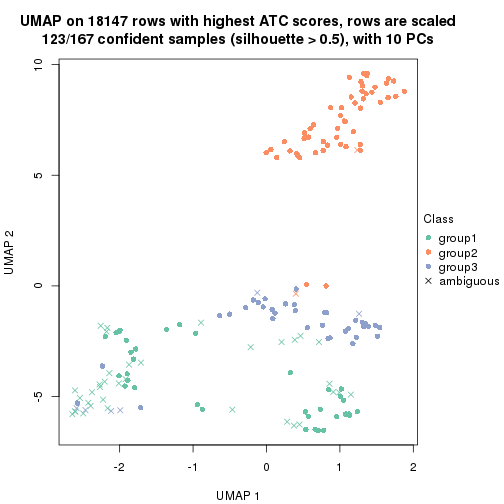 UMAP on 18147 rows with highest ATC scores, rows are scaled
123/167 confident samples (silhouette > 0.5), with 10 PCs
10
5
0
-5
UMAP 2
-2
-1
0
1
2
UMAP 1
Class
group1
group2
group3
ambiguous